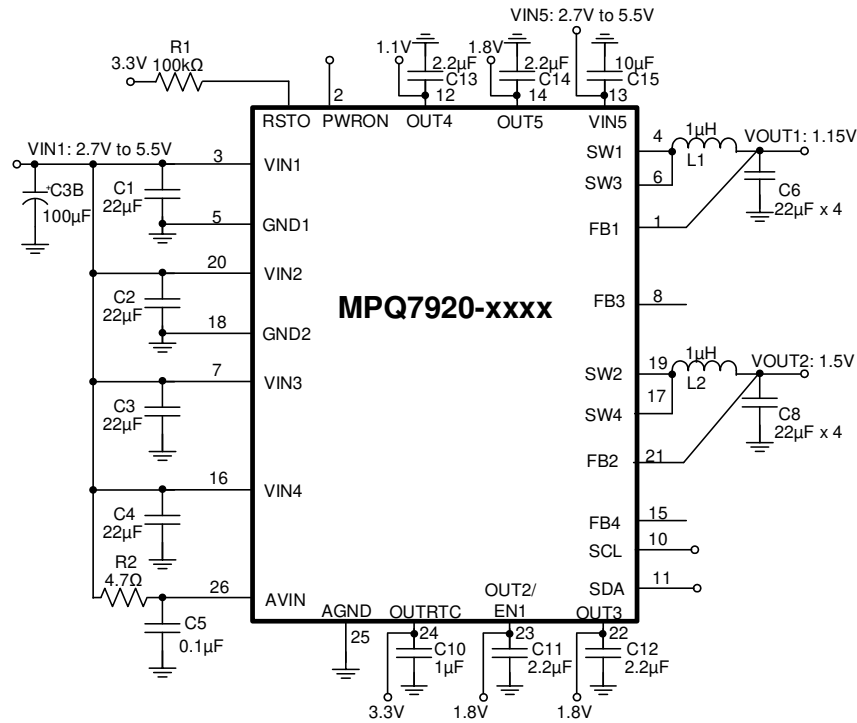 VIN5: 2.7V to 5.5V
1.1V
1.8V
R1
100kΩ
3.3V
2.2µF
C13
2.2µF
C14
10µF
C15
2
12
14
13
RSTO
PWRON
OUT4
OUT5
VIN5
VIN1: 2.7V to 5.5V
3
VIN1
C3B
100µF
+
C1
22µF
5
GND1
20
VIN2
C2
22µF
18
GND2
7
VIN3
C3
22µF
16
VIN4
C4
22µF
R2
4.7Ω
26
AVIN
C5
0.1µF
MPQ7920-xxxx
SW1
4
1µH
L1
VOUT1: 1.15V
SW3
6
C6
22µF x 4
FB1
1
FB3
8
SW2
19
1µH
L2
VOUT2: 1.5V
SW4
17
C8
22µF x 4
FB2
21
FB4
15
SCL
10
SDA
11
AGND
OUTRTC
OUT2/
EN1
OUT3
25
24
23
22
C10
1µF
C11
2.2µF
C12
2.2µF
3.3V
1.8V
1.8V